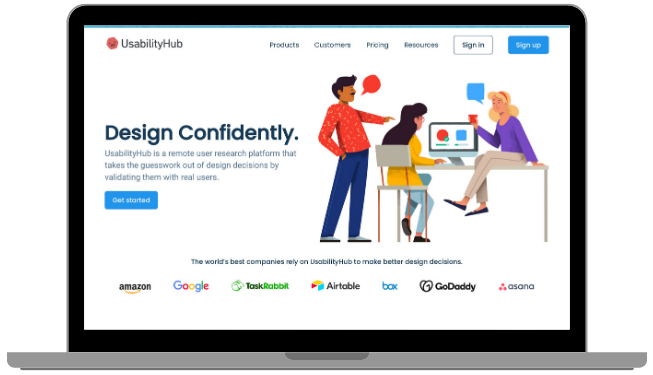 UsabilityHub
Products Customers Pricing Resources Sign in Sign up
Design Confidently.
UsabilityHub is a remote user research platform that
takes the guesswork out of design decisions by
validating them with real users.
Get started
The world's best companies rely on UsabilityHub to make better design decisions.
amazon Google TaskRabbit Airtable box GoDaddy asana